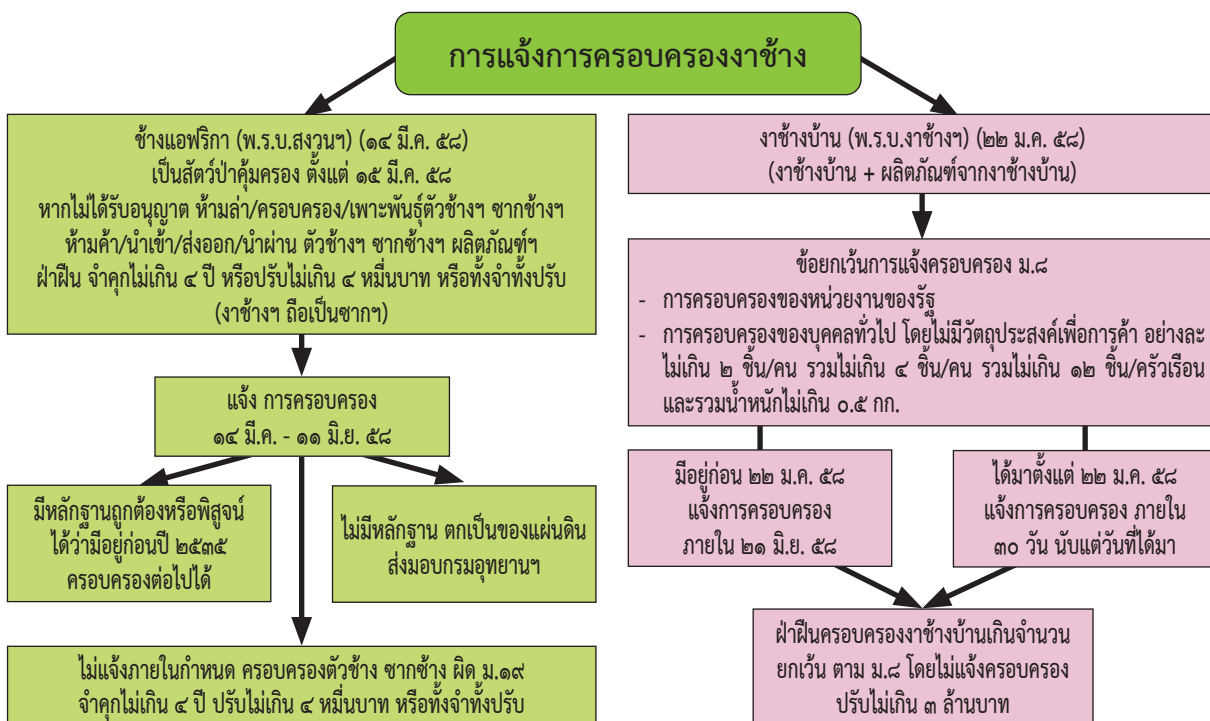 การแจ้งการครอบครองงาช้าง
ช้างแอฟริกา (พ.ร.บ.สงวนฯ) (๑๔ มี.ค. ๕๘)
เป็นสัตว์ป่าคุ้มครอง ตั้งแต่ ๑๕ มี.ค. ๕๘
หากไม่ได้รับอนุญาต ห้ามล่า/ครอบครอง/เพาะพันธุ์ตัวช้างฯ ซากช้างฯ
ห้ามค้า/นำเข้า/ส่งออก/นำผ่าน ตัวช้างฯ ซากช้างฯ ผลิตภัณฑ์ฯ
ฝ่าฝืน จำคุกไม่เกิน ๔ ปี หรือปรับไม่เกิน ๔ หมื่นบาท หรือทั้งจำทั้งปรับ
(งาช้างฯ ถือเป็นซากฯ)
แจ้ง การครอบครอง
๑๔ มี.ค. - ๑๑ มิ.ย. ๕๘
มีหลักฐานถูกต้องหรือพิสูจน์
ได้ว่ามีอยู่ก่อนปี ๒๕๓๕
ครอบครองต่อไปได้
ไม่มีหลักฐาน ตกเป็นของแผ่นดิน
ส่งมอบกรมอุทยานฯ
ไม่แจ้งภายในกำหนด ครอบครองตัวช้าง ซากช้าง ผิด ม.๑๙
จำคุกไม่เกิน ๔ ปี ปรับไม่เกิน ๔ หมื่นบาท หรือทั้งจำทั้งปรับ
งาช้างบ้าน (พ.ร.บ.งาช้างฯ) (๒๒ ม.ค. ๕๘)
(งาช้างบ้าน + ผลิตภัณฑ์จากงาช้างบ้าน)
ข้อยกเว้นการแจ้งครอบครอง ม.๘
- การครอบครองของหน่วยงานของรัฐ
- การครอบครองของบุคคลทั่วไป โดยไม่มีวัตถุประสงค์เพื่อการค้า อย่างละ
ไม่เกิน ๒ ชิ้น/คน รวมไม่เกิน ๔ ชิ้น/คน รวมไม่เกิน ๑๒ ชิ้น/ครัวเรือน
และรวมน้ำหนักไม่เกิน ๐.๕ กก.
มีอยู่ก่อน ๒๒ ม.ค. ๕๘
แจ้งการครอบครอง
ภายใน ๒๑ มิ.ย. ๕๘
ได้มาตั้งแต่ ๒๒ ม.ค. ๕๘
แจ้งการครอบครอง ภายใน
๓๐ วัน นับแต่วันที่ได้มา
ฝ่าฝืนครอบครองงาช้างบ้านเกินจำนวน
ยกเว้น ตาม ม.๘ โดยไม่แจ้งครอบครอง
ปรับไม่เกิน ๓ ล้านบาท